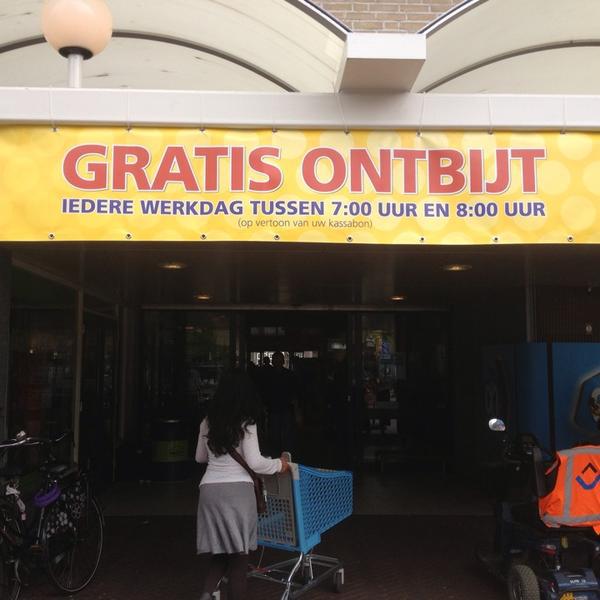 GRATIS ONTBIJT
IEDERE WERKDAG TUSSEN 7:00 UUR EN 8:00 UUR
(op vertoon van uw kassabon)